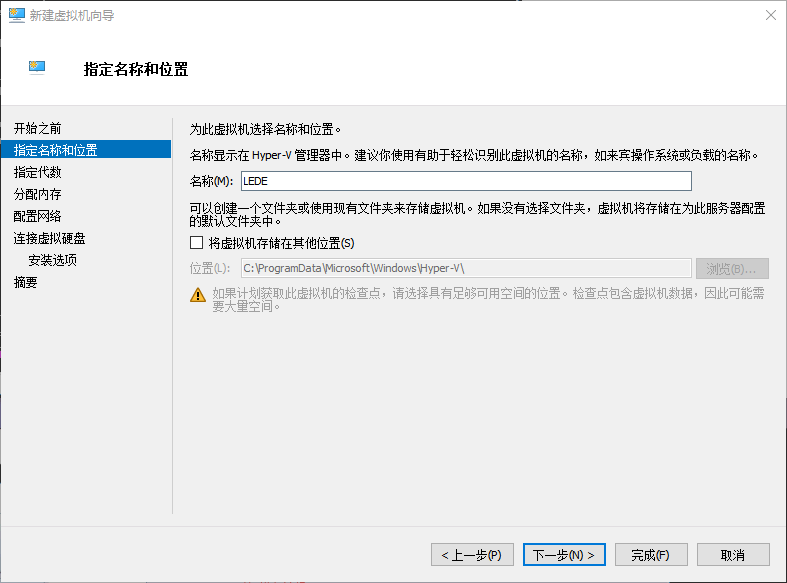 新建虚拟机向导
指定名称和位置
开始之前
指定名称和位置
指定代数
分配内存
配置网络
连接虚拟硬盘
安装选项
摘要
为此虚拟机选择名称和位置。
名称显示在 Hyper-V 管理器中。建议你使用有助于轻松识别此虚拟机的名称，如来宾操作系统或负载的名称。
名称(M): LEDE
可以创建一个文件夹或使用现有文件夹来存储虚拟机。如果没有选择文件夹，虚拟机将存储在为此服务器配置
的默认文件夹中。
将虚拟机存储在其他位置(S)
位置(L): C:\ProgramData\Microsoft\Windows\Hyper-V\ 浏览(B)...
如果计划获取此虚拟机的检查点，请选择具有足够可用空间的位置。检查点包含虚拟机数据，因此可能需
要大量空间。
< 上一步(P) 下一步(N) > 完成(F) 取消